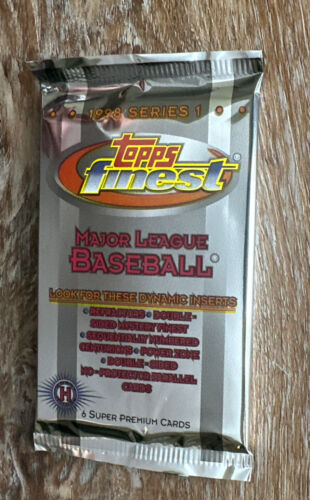 1998 SERIES 1
TOPPS
finest®
MAJOR LEAGUE
BASEBALL®
LOOK FOR THESE DYNAMIC INSERTS
• REFRACTORS • DOUBLE-
SIDED MYSTERY FINEST
• SEQUENTIALLY NUMBERED
CENTURIONS • POWER ZONE
• DOUBLE-SIDED
NO-PROTECTOR PARALLEL
CARDS
H
6 SUPER PREMIUM CARDS